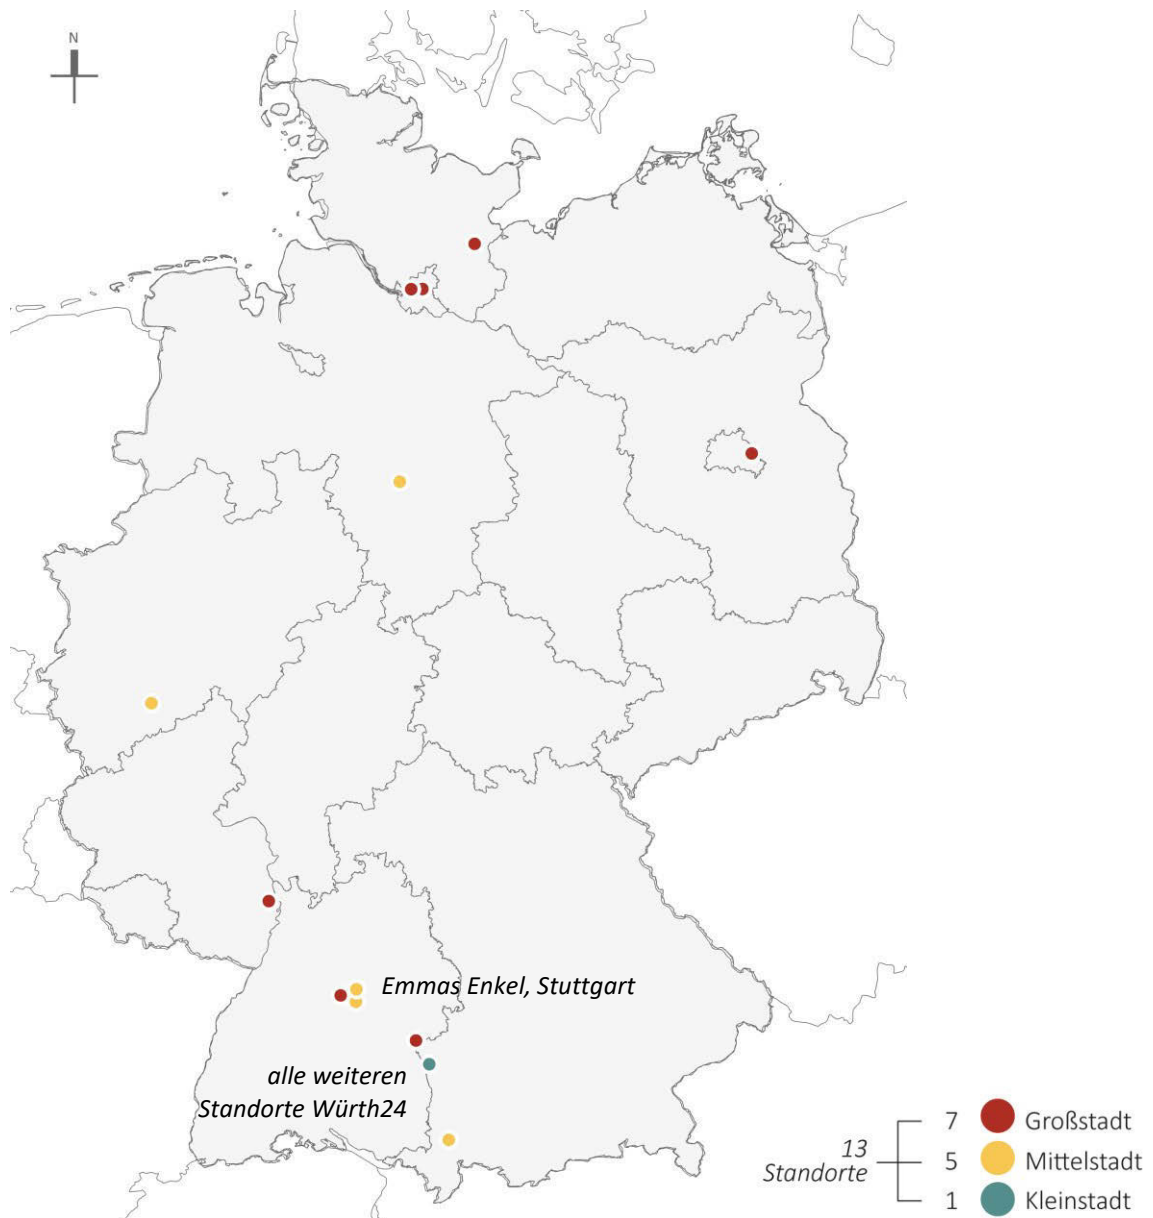 N
Emmas Enkel, Stuttgart
alle weiteren
Standorte Würth24
13
Standorte
7 Großstadt
5 Mittelstadt
1 Kleinstadt